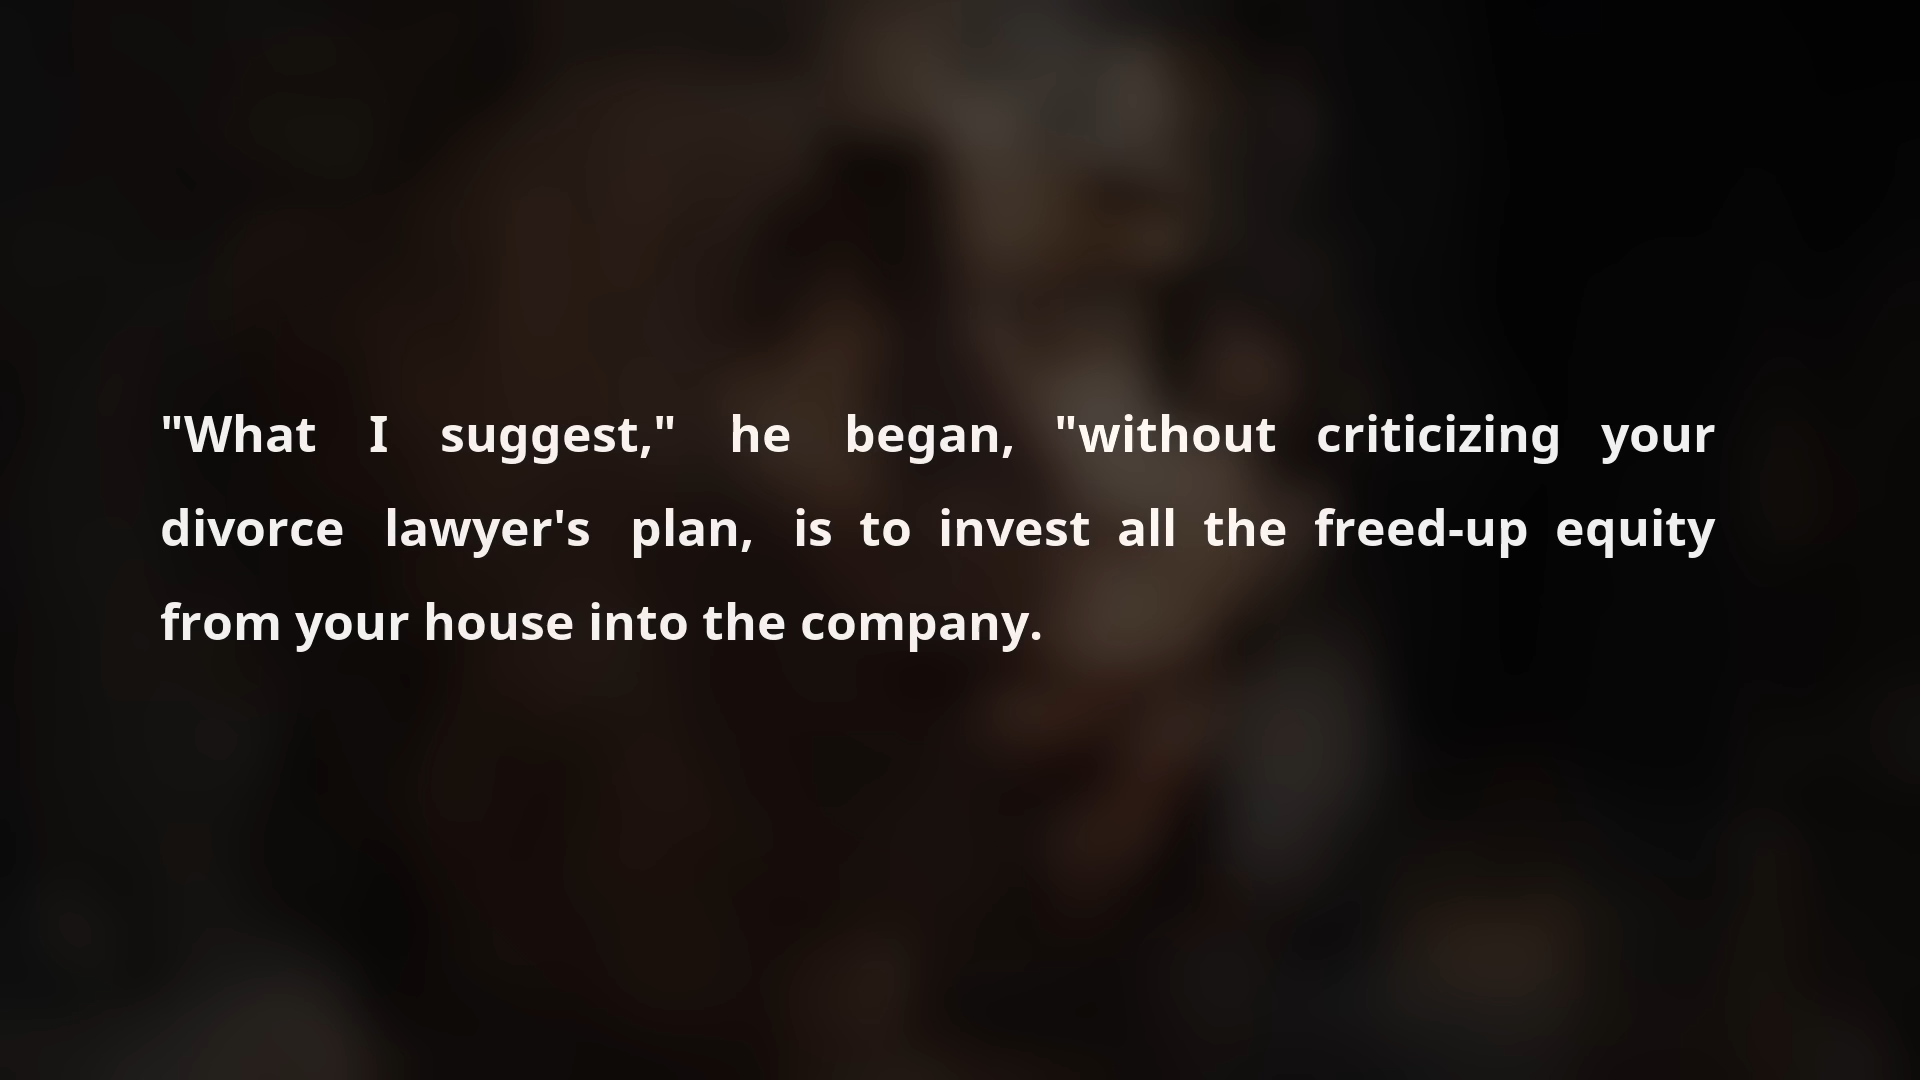 "What I suggest," he began, "without criticizing your
divorce lawyer's plan, is to invest all the freed-up equity
from your house into the company.